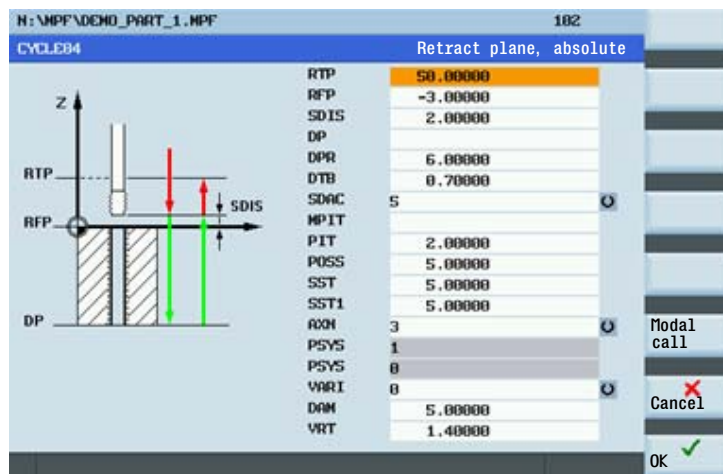 N:\MPF\DEMO_PART_1.MPF 102
CYCLE84 Retract plane, absolute
RTP 50.00000
RFP -3.00000
SDIS 2.00000
DP
DPR 6.00000
DTB 0.70000
SDAC 5
MPIT
PIT 2.00000
POSS 5.00000
SST 5.00000
SST1 5.00000
AXN 3
PSYS 1
PSYS 0
VARI 0
DAM 5.00000
VRT 1.40000
Z
RTP
SDIS
RFP
DP
Modal
call
Cancel
OK